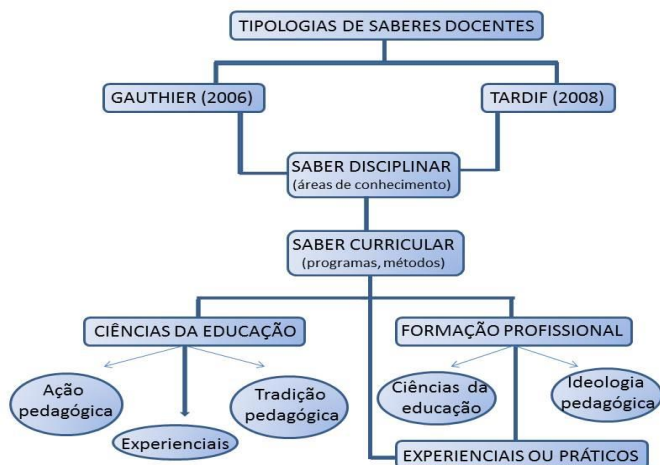 TIPOLOGIAS DE SABERES DOCENTES
GAUTHIER (2006)
TARDIF (2008)
SABER DISCIPLINAR
(áreas de conhecimento)
SABER CURRICULAR
(programas, métodos)
CIÊNCIAS DA EDUCAÇÃO
FORMAÇÃO PROFISSIONAL
Ação
pedagógica
Experienciais
Tradição
pedagógica
Ciências da
educação
Ideologia
pedagógica
EXPERIENCIAIS OU PRÁTICOS